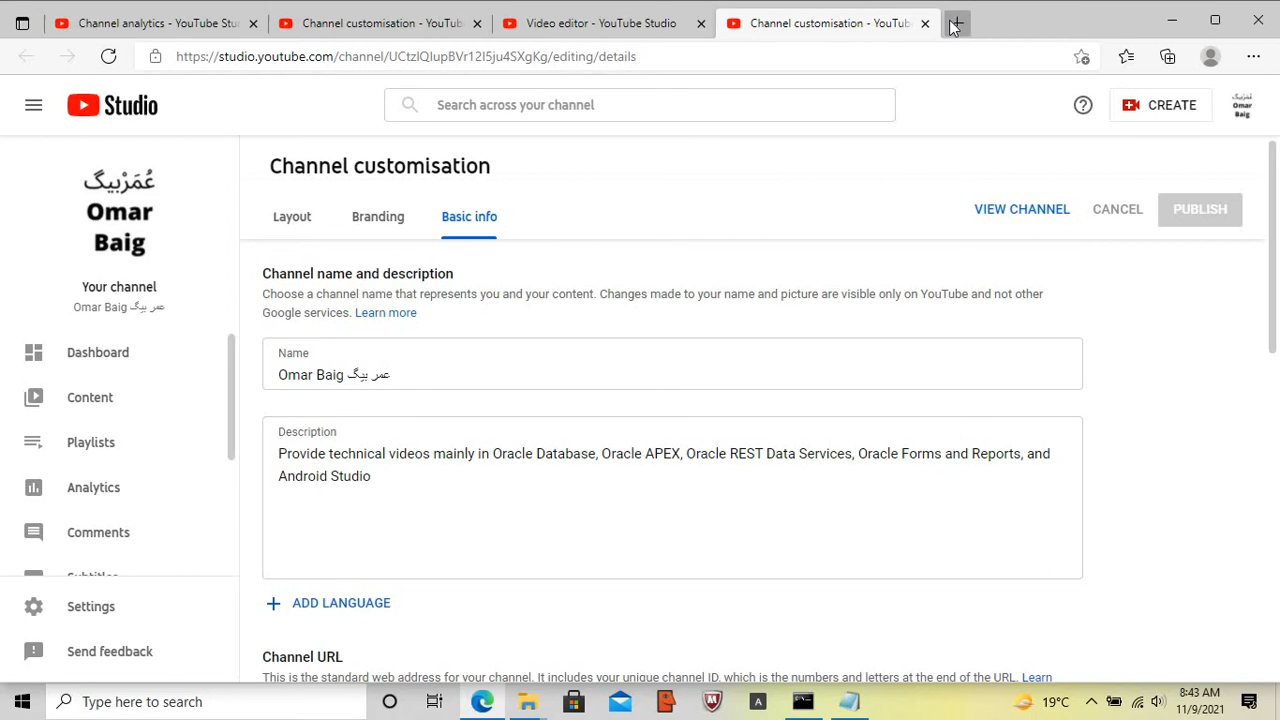 Channel analytics - YouTube Stu
Channel customisation - YouTub
Video editor - YouTube Studio
Channel customisation - YouTub
https://studio.youtube.com/channel/UCtzlQIupBVr12I5ju4SXgKg/editing/details
Studio
Search across your channel
CREATE
عمربیگ
Omar
Baig
عُمَرْبیگ
Omar
Baig
Your channel
Omar Baig عمر بیگ
Dashboard
Content
Playlists
Analytics
Comments
Subtitles
Settings
Send feedback
Channel customisation
Layout
Branding
Basic info
VIEW CHANNEL
CANCEL
PUBLISH
Channel name and description
Choose a channel name that represents you and your content. Changes made to your name and picture are visible only on YouTube and not other
Google services. Learn more
Name
Omar Baig عمر بیگ
Description
Provide technical videos mainly in Oracle Database, Oracle APEX, Oracle REST Data Services, Oracle Forms and Reports, and
Android Studio
ADD LANGUAGE
Channel URL
This is the standard web address for your channel. It includes your unique channel ID, which is the numbers and letters at the end of the URL. Learn
Type here to search
A
19°C
8:43 AM
11/9/2021